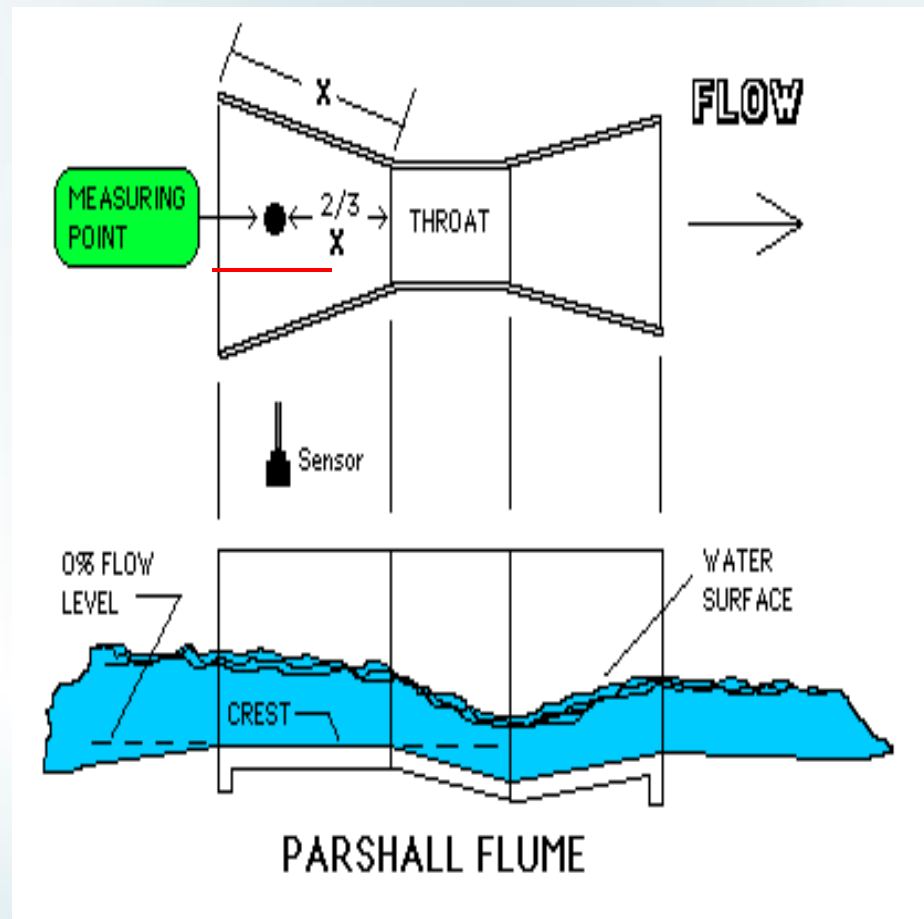 X
FLOW
MEASURING
POINT
2/3
X
THROAT
Sensor
0% FLOW
LEVEL
WATER
SURFACE
CREST
PARSHALL FLUME